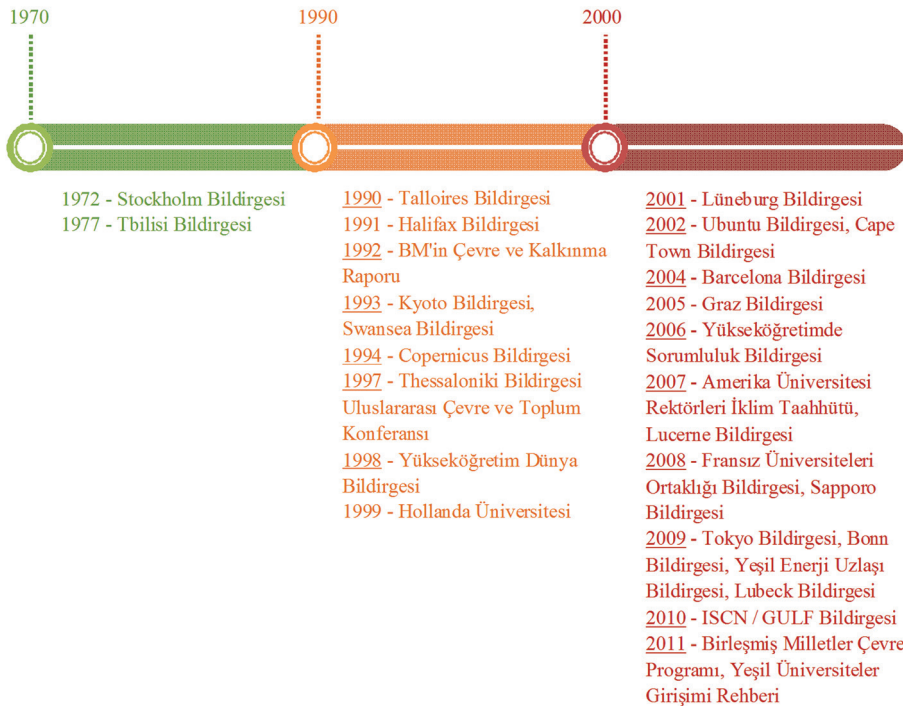 1970
1990
2000
1972 - Stockholm Bildirgesi
1977 - Tbilisi Bildirgesi
1990 - Talloires Bildirgesi
1991 - Halifax Bildirgesi
1992 - BM'in Çevre ve Kalkınma
Raporu
1993 - Kyoto Bildirgesi,
Swansea Bildirgesi
1994 - Copernicus Bildirgesi
1997 - Thessaloniki Bildirgesi
Uluslararası Çevre ve Toplum
Konferansı
1998 - Yükseköğretim Dünya
Bildirgesi
1999 - Hollanda Üniversitesi
2001 - Lüneburg Bildirgesi
2002 - Ubuntu Bildirgesi, Cape
Town Bildirgesi
2004 - Barcelona Bildirgesi
2005 - Graz Bildirgesi
2006 - Yükseköğretimde
Sorumluluk Bildirgesi
2007 - Amerika Üniversitesi
Rektörleri İklim Taahhütü,
Lucerne Bildirgesi
2008 - Fransız Üniversiteleri
Ortaklığı Bildirgesi, Sapporo
Bildirgesi
2009 - Tokyo Bildirgesi, Bonn
Bildirgesi, Yeşil Enerji Uzlaşı
Bildirgesi, Lubeck Bildirgesi
2010 - ISCN / GULF Bildirgesi
2011 - Birleşmiş Milletler Çevre
Programı, Yeşil Üniversiteler
Girişimi Rehberi